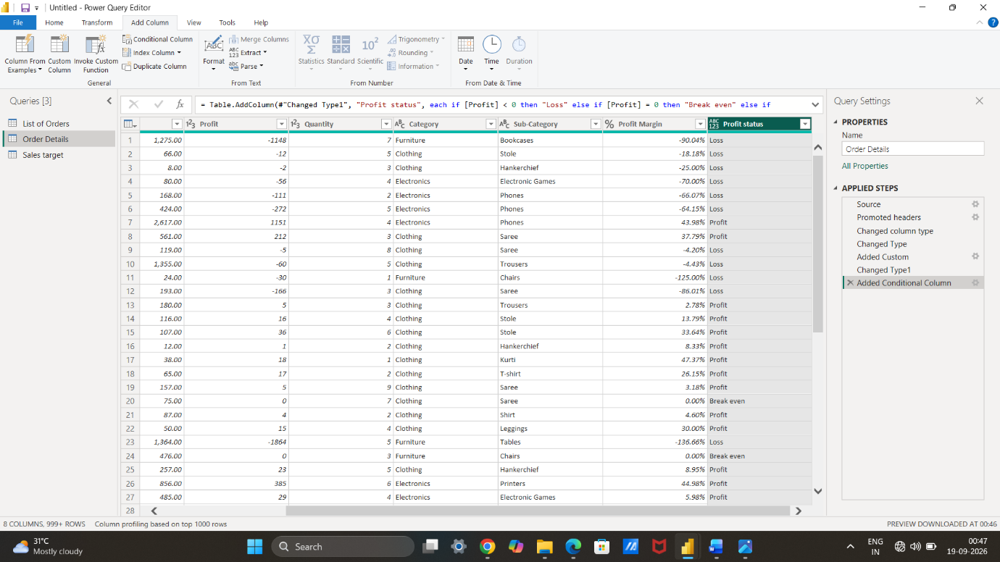 Untitled - Power Query Editor
File Home Transform Add Column View Tools Help
Column From Examples
Custom Column
Invoke Custom Function
Conditional Column
Index Column
Duplicate Column
General
Format
Merge Columns
Extract
Parse
From Text
Statistics
Standard
Scientific
Trigonometry
Rounding
Information
From Number
Date
Time
Duration
From Date & Time
Queries [3]
List of Orders
Order Details
Sales target
= Table.AddColumn(#"Changed Type1", "Profit status", each if [Profit] < 0 then "Loss" else if [Profit] = 0 then "Break even" else if
Profit Quantity Category Sub-Category Profit Margin Profit status
1 1,275.00 -1148 7 Furniture Bookcases -90.04% Loss
2 66.00 -12 5 Clothing Stole -18.18% Loss
3 8.00 -2 3 Clothing Hankerchief -25.00% Loss
4 80.00 -56 4 Electronics Electronic Games -70.00% Loss
5 168.00 -111 2 Electronics Phones -66.07% Loss
6 424.00 -272 5 Electronics Phones -64.15% Loss
7 2,617.00 1151 4 Electronics Phones 43.98% Profit
8 561.00 212 3 Clothing Saree 37.79% Profit
9 119.00 -5 8 Clothing Saree -4.20% Loss
10 1,355.00 -60 5 Clothing Trousers -4.43% Loss
11 24.00 -30 1 Furniture Chairs -125.00% Loss
12 193.00 -166 3 Clothing Saree -86.01% Loss
13 180.00 5 3 Clothing Trousers 2.78% Profit
14 116.00 16 4 Clothing Stole 13.79% Profit
15 107.00 36 6 Clothing Stole 33.64% Profit
16 12.00 1 2 Clothing Hankerchief 8.33% Profit
17 38.00 18 1 Clothing Kurti 47.37% Profit
18 65.00 17 2 Clothing T-shirt 26.15% Profit
19 157.00 5 9 Clothing Saree 3.18% Profit
20 75.00 0 7 Clothing Saree 0.00% Break even
21 87.00 4 2 Clothing Shirt 4.60% Profit
22 50.00 15 4 Clothing Leggings 30.00% Profit
23 1,364.00 -1864 5 Furniture Tables -136.66% Loss
24 476.00 0 3 Furniture Chairs 0.00% Break even
25 257.00 23 5 Clothing Hankerchief 8.95% Profit
26 856.00 385 6 Electronics Printers 44.98% Profit
27 485.00 29 4 Electronics Electronic Games 5.98% Profit
28
Query Settings
PROPERTIES
Name
Order Details
All Properties
APPLIED STEPS
Source
Promoted headers
Changed column type
Changed Type
Added Custom
Changed Type1
Added Conditional Column
8 COLUMNS, 999+ ROWS Column profiling based on top 1000 rows
PREVIEW DOWNLOADED AT 00:46
31°C
Mostly cloudy
Search
ENG
IN
00:47
19-09-2026